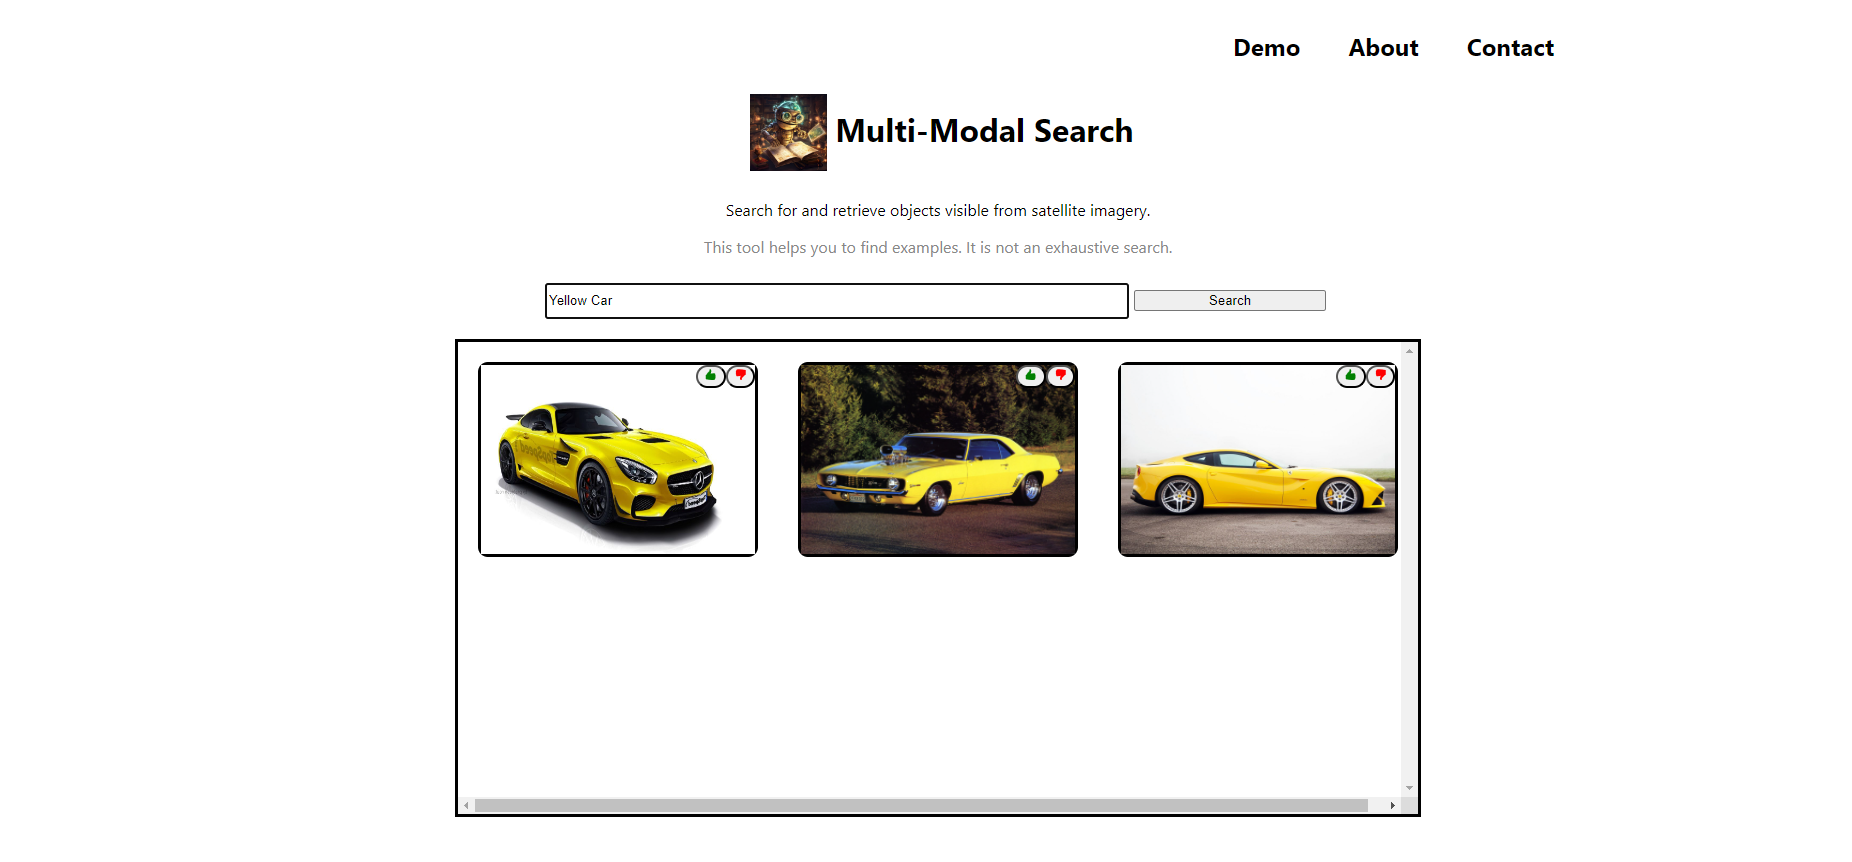 Demo About Contact
Multi-Modal Search
Search for and retrieve objects visible from satellite imagery.
This tool helps you to find examples. It is not an exhaustive search.
Yellow Car
Search